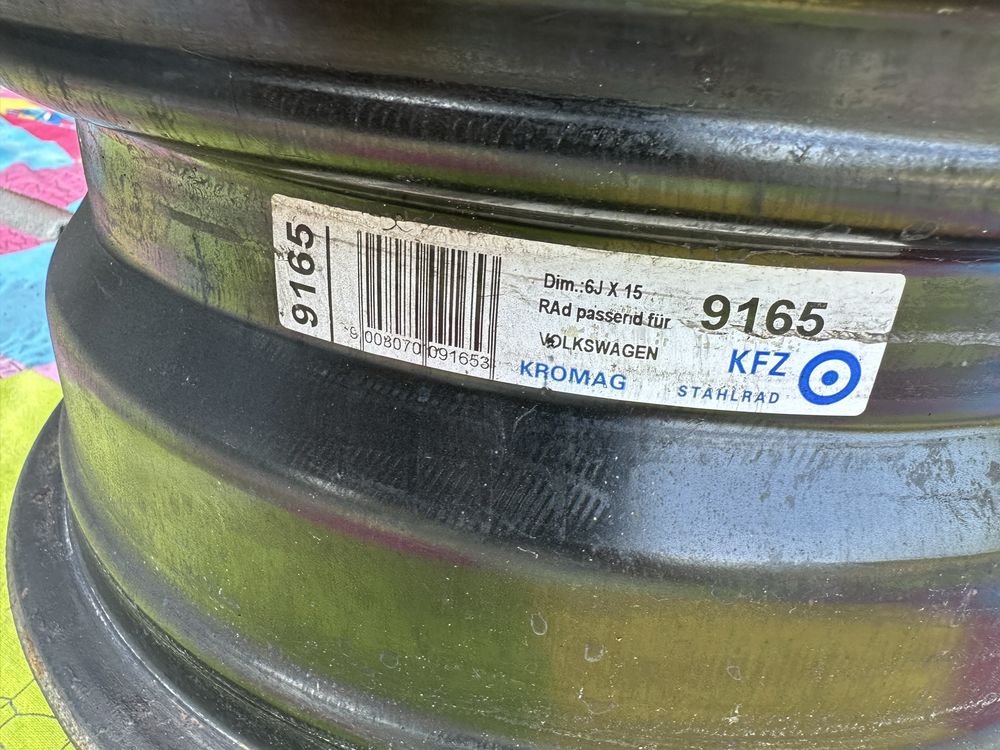 9165
9 008070 091653
Dim.:6J X 15
RAd passend für
VOLKSWAGEN
KROMAG
9165
KFZ
STAHLRAD